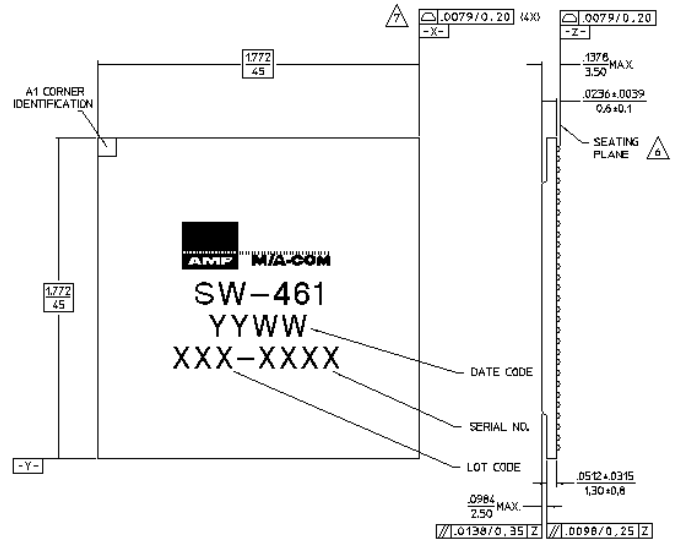 7
.0079/0.20 (4X)
-X-
.0079/0.20
-Z-
1.772
45
.1378 MAX.
3.50
A1 CORNER
IDENTIFICATION
.0236±.0039
0.6±0.1
SEATING
PLANE
6
AMP M/A-COM
SW-461
1.772
45
YYWW
XXX-XXXX
DATE CODE
SERIAL NO.
-Y-
LOT CODE
.0512±.0315
1,30±0,8
.0984 MAX.
2.50
// .0138/0,35 Z
// .0098/0,25 Z